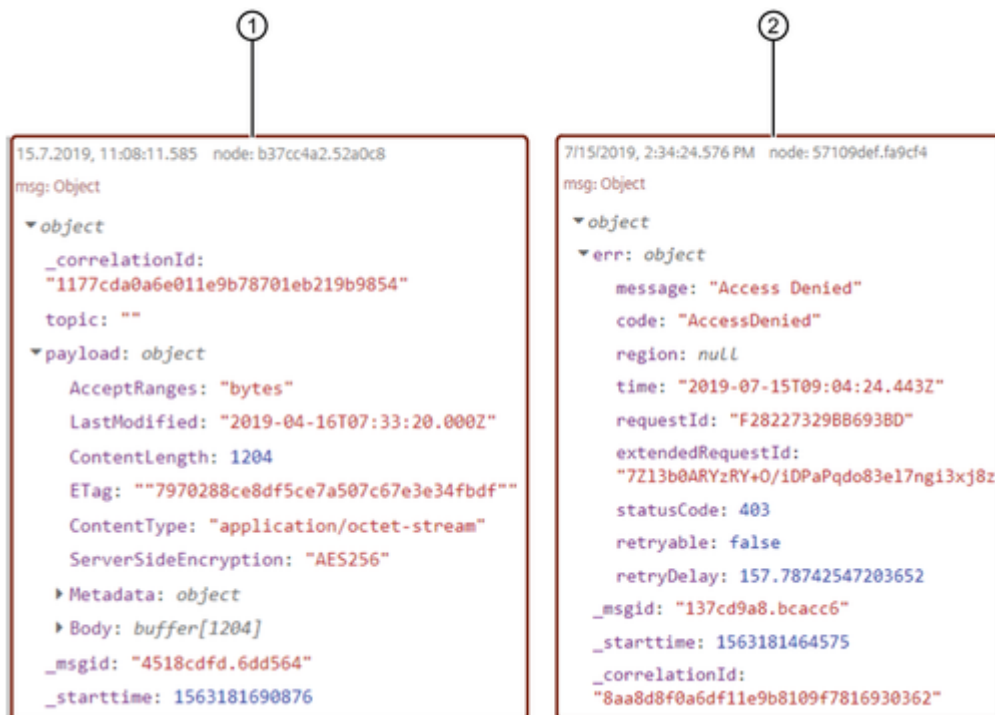 ①
②
15.7.2019, 11:08:11.585 node: b37cc4a2.52a0c8
msg: Object
object
_correlationId:
"1177cda0a6e011e9b78701eb219b9854"
topic: ""
payload: object
AcceptRanges: "bytes"
LastModified: "2019-04-16T07:33:20.000Z"
ContentLength: 1204
ETag: ""7970288ce8df5ce7a507c67e3e34fbdf""
ContentType: "application/octet-stream"
ServerSideEncryption: "AES256"
Metadata: object
Body: buffer[1204]
_msgid: "4518cdfd.6dd564"
_starttime: 1563181690876
7/15/2019, 2:34:24.576 PM node: 57109def.fa9cf4
msg: Object
object
err: object
message: "Access Denied"
code: "AccessDenied"
region: null
time: "2019-07-15T09:04:24.443Z"
requestId: "F28227329BB693BD"
extendedRequestId:
"7Zl3b0ARYzRY+O/iDPaPqdo83el7ngi3xj8z
statusCode: 403
retryable: false
retryDelay: 157.78742547203652
_msgid: "137cd9a8.bcacc6"
_starttime: 1563181464575
_correlationId:
"8aa8d8f0a6df11e9b8109f7816930362"